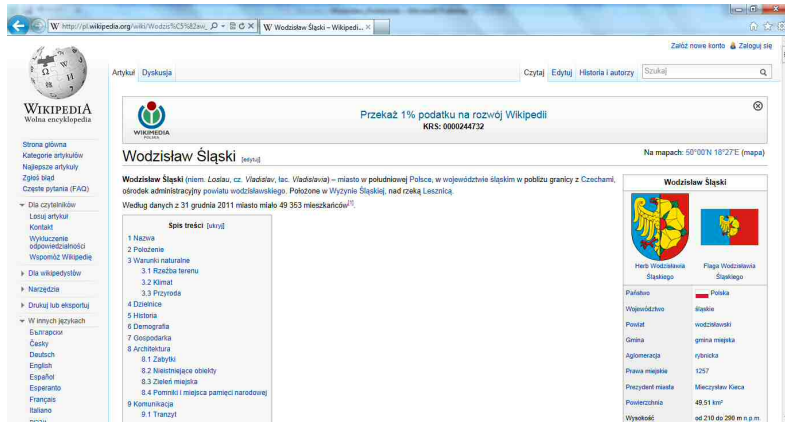 http://pl.wikipedia.org/wiki/Wodzis%C5%82aw_
W Wodzisław Śląski – Wikipedi...
Załóż nowe konto Zaloguj się
Artykuł Dyskusja
Czytaj Edytuj Historia i autorzy Szukaj
WIKIPEDIA
Wolna encyklopedia
Strona główna
Kategorie artykułów
Najlepsze artykuły
Zgłoś błąd
Częste pytania (FAQ)
Dla czytelników
Losuj artykuł
Kontakt
Wykluczenie
odpowiedzialności
Wspomóż Wikipedię
Dla wikipedystów
Narzędzia
Drukuj lub eksportuj
W innych językach
Български
Česky
Deutsch
English
Español
Esperanto
Français
Italiano
WIKIMEDIA
POLSKA
Przekaż 1% podatku na rozwój Wikipedii
KRS: 0000244732
Wodzisław Śląski [edytuj]
Na mapach: 50°00'N 18°27'E (mapa)
Wodzisław Śląski (niem. Loslau, cz. Vladislav, łac. Vladislavia) – miasto w południowej Polsce, w województwie śląskim w pobliżu granicy z Czechami,
ośrodek administracyjny powiatu wodzisławskiego. Położone w Wyżynie Śląskiej, nad rzeką Lesznicą.
Według danych z 31 grudnia 2011 miasto miało 49 353 mieszkańców[1].
Spis treści [ukryj]
1 Nazwa
2 Położenie
3 Warunki naturalne
3.1 Rzeźba terenu
3.2 Klimat
3.3 Przyroda
4 Dzielnice
5 Historia
6 Demografia
7 Gospodarka
8 Architektura
8.1 Zabytki
8.2 Nieistniejące obiekty
8.3 Zieleń miejska
8.4 Pomniki i miejsca pamięci narodowej
9 Komunikacja
9.1 Tranzyt
Wodzisław Śląski
Herb Wodzisławia
Śląskiego
Flaga Wodzisławia
Śląskiego
Państwo Polska
Województwo śląskie
Powiat wodzisławski
Gmina gmina miejska
Aglomeracja rybnicka
Prawa miejskie 1257
Prezydent miasta Mieczysław Kieca
Powierzchnia 49,51 km²
Wysokość od 210 do 290 m n.p.m.